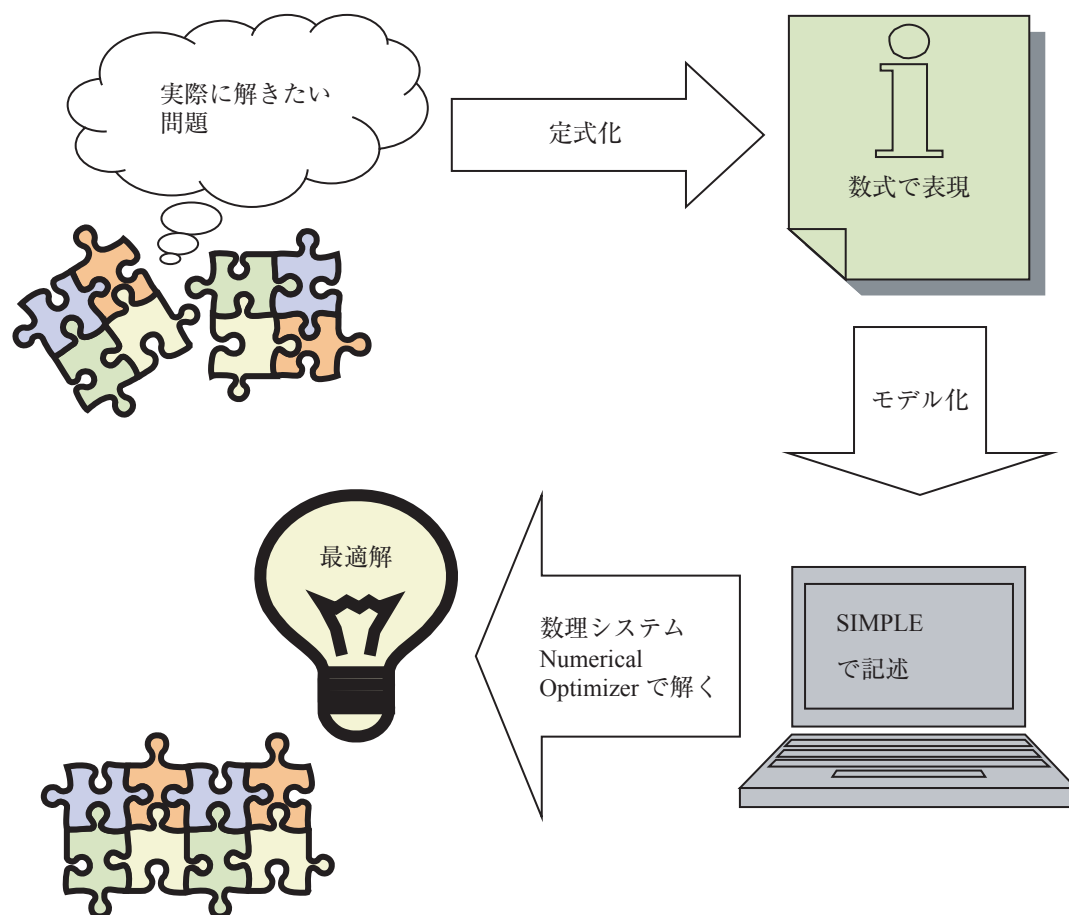 実際に解きたい
問題
定式化
数式で表現
モデル化
SIMPLE
で記述
数理システム
Numerical
Optimizer で解く
最適解